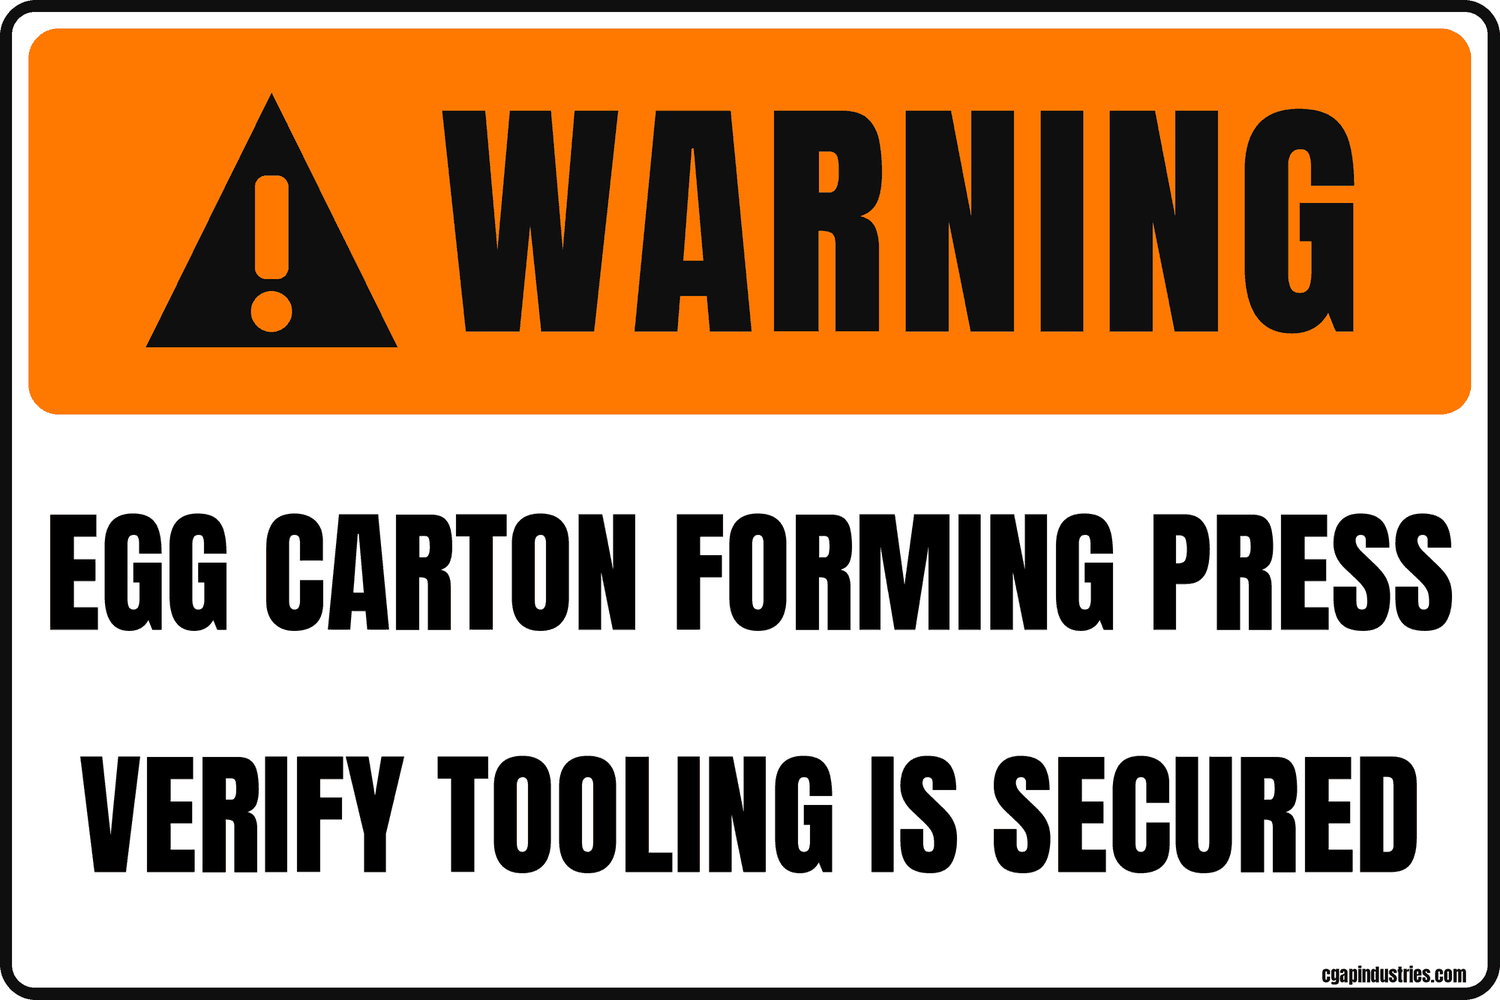 WARNING
EGG CARTON FORMING PRESS
VERIFY TOOLING IS SECURED
cgapindustries.com